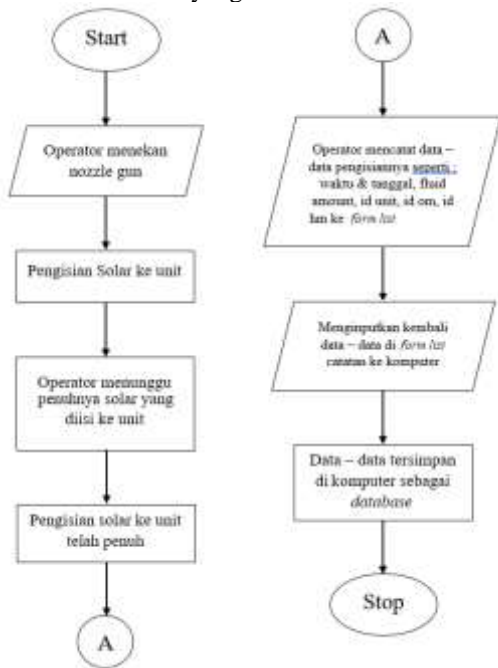 Start
Operator menekan
nozzle gun
Pengisian Solar ke unit
Operator menunggu
penuhnya solar yang
diisi ke unit
Pengisian solar ke unit
telah penuh
A
A
Operator mencatat data –
data pengisiannya seperti :
waktu & tanggal, fluid
amount, id unit, id om, id
ke form list
Menginputkan kembali
data – data di form list
catatan ke komputer
Data – data tersimpan
di komputer sebagai
database
Stop